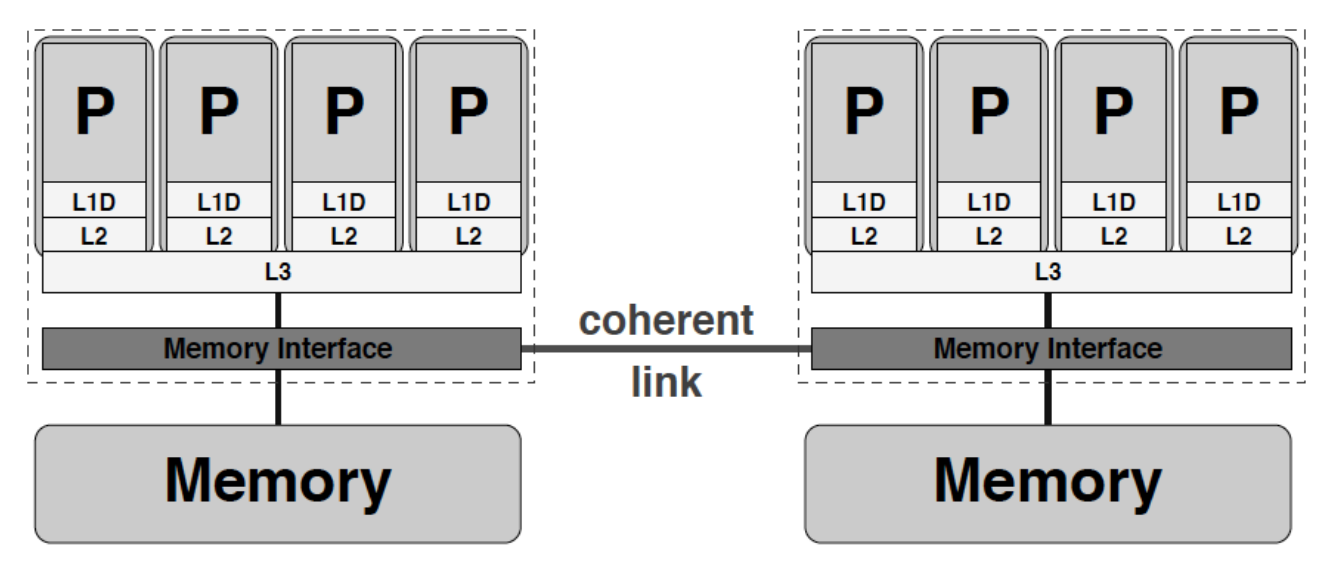 P P P P P P P P
L1D L1D L1D L1D L1D L1D L1D L1D
L2 L2 L2 L2 L2 L2 L2 L2
L3 L3
coherent
Memory Interface Memory Interface
link
Memory Memory